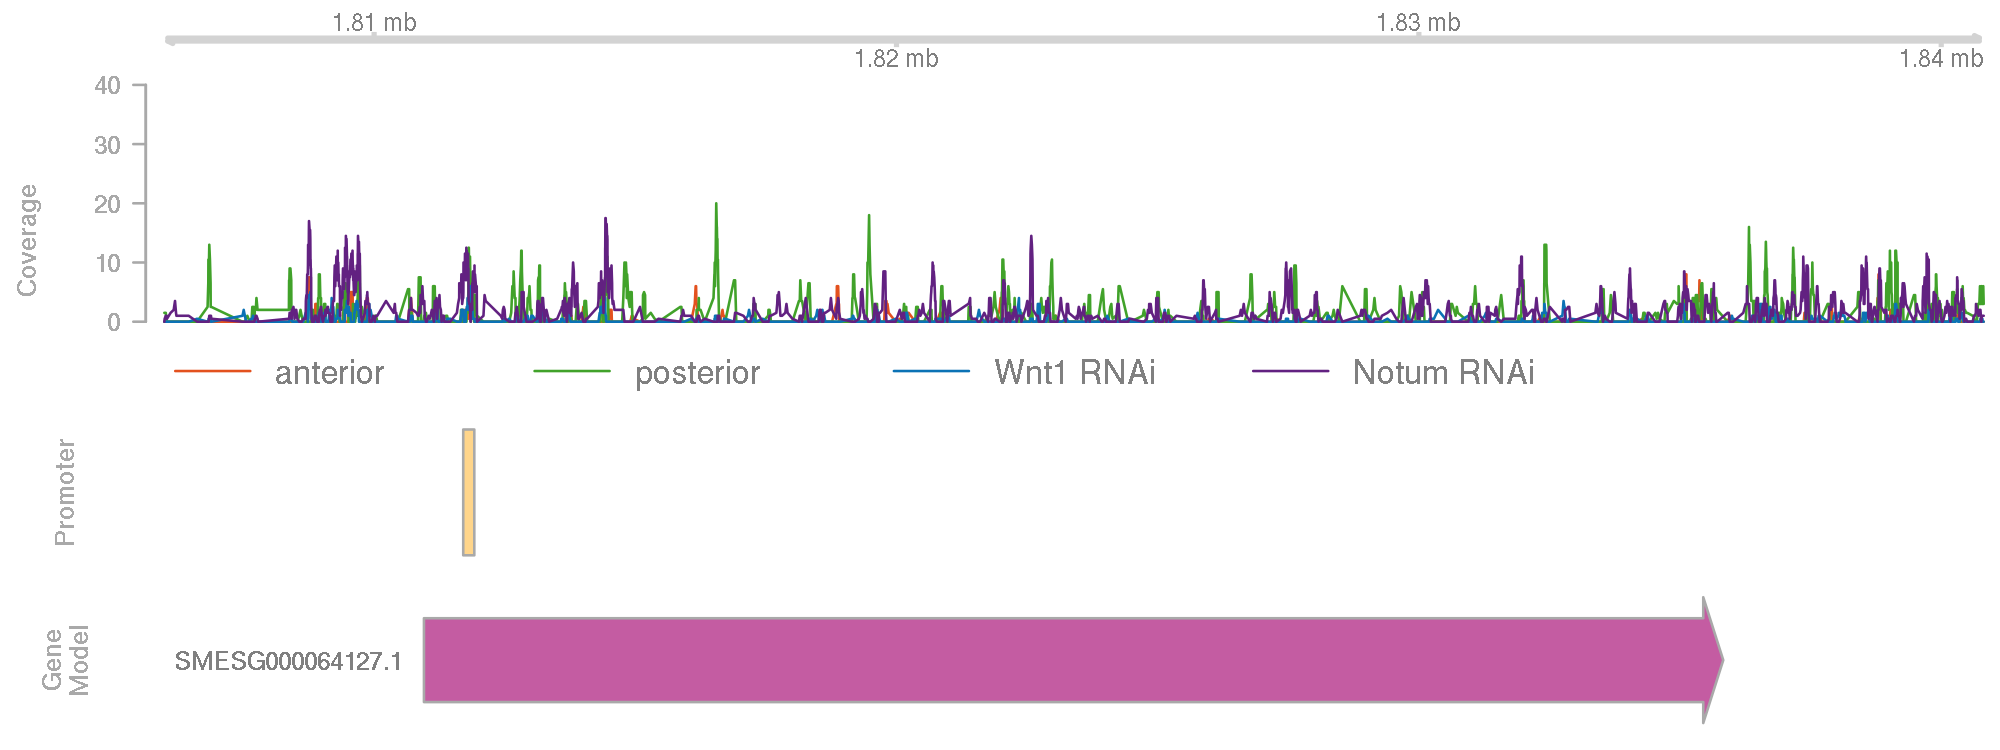 1.81 mb
1.83 mb
1.82 mb
1.84 mb
40
30
20
10
0
Coverage
anterior posterior Wnt1 RNAi Notum RNAi
Promoter
Gene
Model
SMESG000064127.1